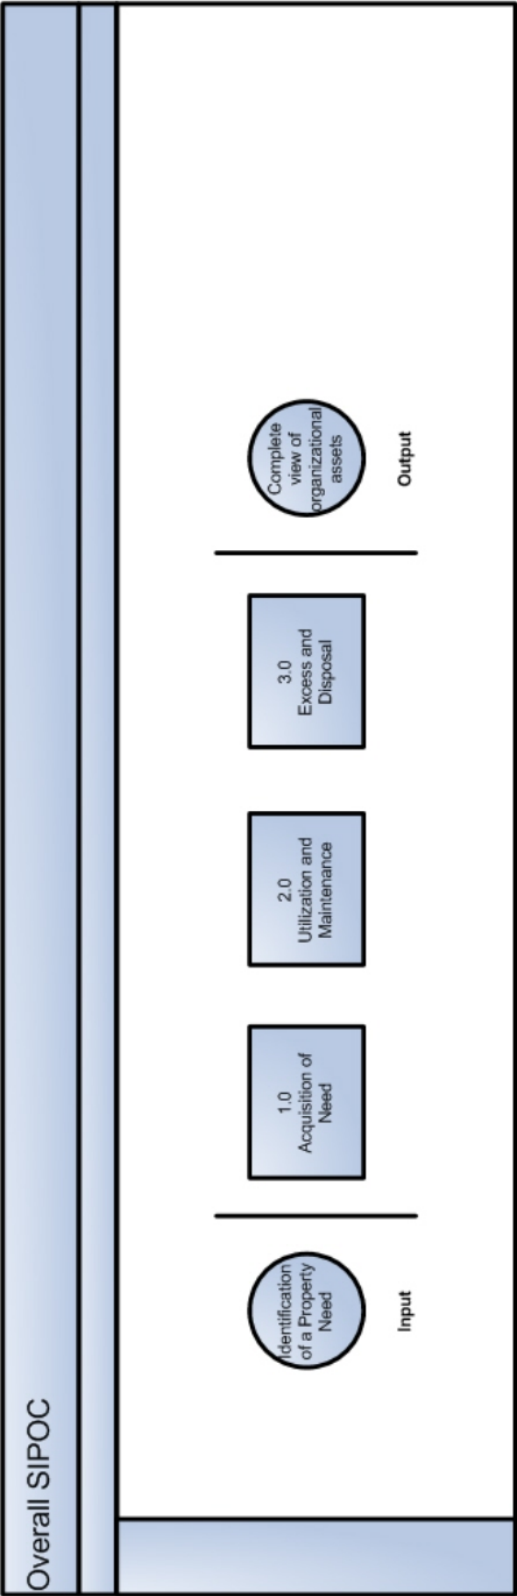 Overall SIPOC
Identification
of a Property
Need
Input
1.0
Acquisition of
Need
2.0
Utilization and
Maintenance
3.0
Excess and
Disposal
Complete
view of
organizational
assets
Output